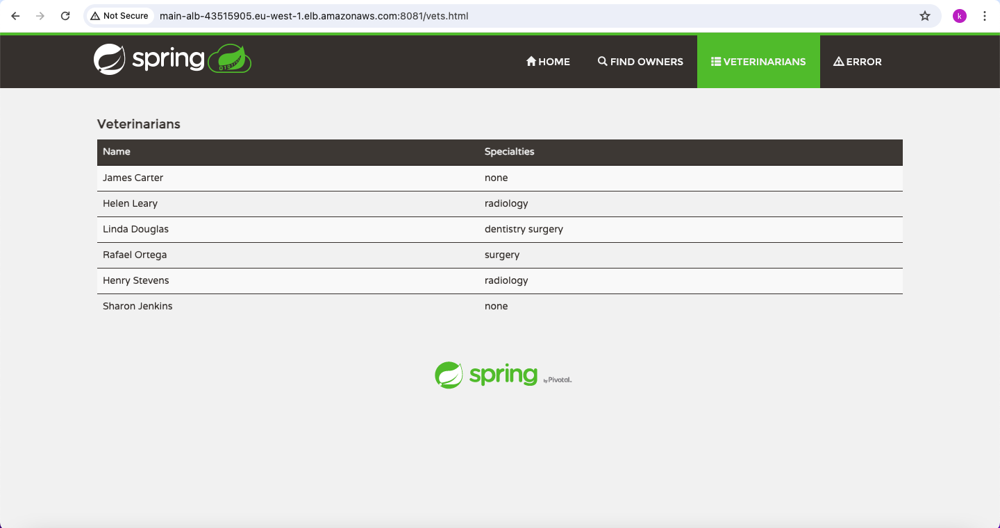 Not Secure main-alb-43515905.eu-west-1.elb.amazonaws.com:8081/vets.html k
spring HOME FIND OWNERS VETERINARIANS ERROR
Veterinarians
Name Specialties
James Carter none
Helen Leary radiology
Linda Douglas dentistry surgery
Rafael Ortega surgery
Henry Stevens radiology
Sharon Jenkins none
spring by Pivotal.